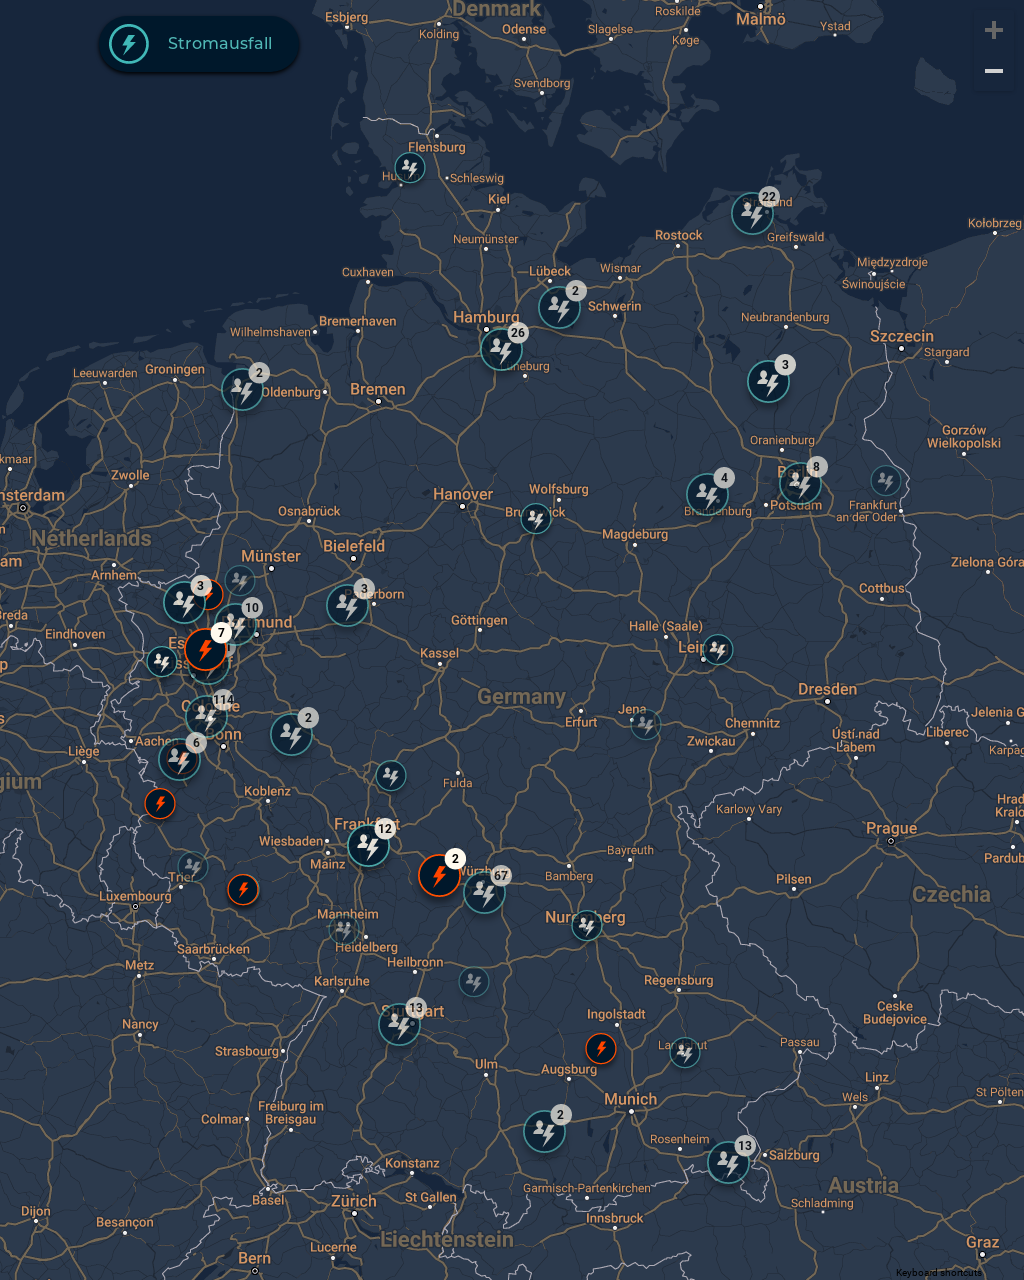 Denmark
Esbjerg
Kolding
Odense
Slagelse
Roskilde
Køge
Malmö
Ystad
Stromausfall
Svendborg
Flensburg
Schleswig
Kiel
Neumünster
22
Rostock
Greifswald
Kołobrzeg
Międzyzdroje
Świnoujście
Cuxhaven
Lübeck
Wismar
2
Schwerin
Hamburg
26
Bremerhaven
Wilhelmshaven
Neubrandenburg
Szczecin
Stargard
Leeuwarden
Groningen
2
Oldenburg
Bremen
3
Oranienburg
Gorzów
Wielkopolski
Zwolle
Hanover
Wolfsburg
4
8
Brandenburg
Potsdam
Frankfurt
an der Oder
Osnabrück
Magdeburg
Netherlands
Münster
Bielefeld
Arnhem
Zielona Góra
3
3
Cottbus
10
Eindhoven
7
Göttingen
Halle (Saale)
Kassel
Germany
Dresden
114
2
Erfurt
Jena
Chemnitz
Zwickau
Ústí nad
Labem
Liberec
Jelenia G
Aachen
Bonn
6
Liège
Koblenz
Fulda
Karlovy Vary
Prague
12
Wiesbaden
Mainz
2
67
Bamberg
Bayreuth
Pilsen
Czechia
Trier
Luxembourg
Mannheim
Heidelberg
Nuremberg
Saarbrücken
Metz
Heilbronn
Karlsruhe
Regensburg
13
Stuttgart
Ceske
Budejovice
Nancy
Ingolstadt
Strasbourg
Landshut
Passau
Ulm
Augsburg
Linz
Wels
St Pölten
Munich
Colmar
Freiburg im
Breisgau
2
Rosenheim
13
Salzburg
Konstanz
Austria
Basel
Zürich
St Gallen
Garmisch-Partenkirchen
Schladming
Dijon
Besançon
Innsbruck
Liechtenstein
Lucerne
Bern
Graz
Keyboard shortcuts